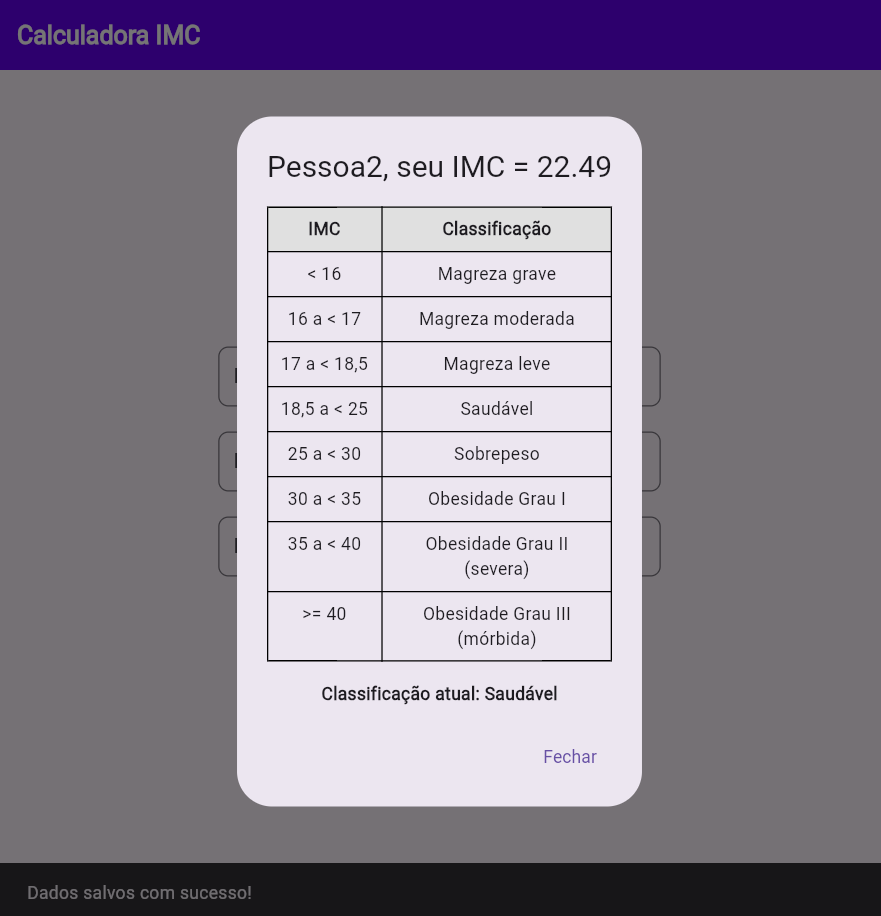 Calculadora IMC
Pessoa2, seu IMC = 22.49
IMC Classificação
< 16 Magreza grave
16 a < 17 Magreza moderada
17 a < 18,5 Magreza leve
18,5 a < 25 Saudável
25 a < 30 Sobrepeso
30 a < 35 Obesidade Grau I
35 a < 40 Obesidade Grau II
(severa)
>= 40 Obesidade Grau III
(mórbida)
Classificação atual: Saudável
Fechar
Dados salvos com sucesso!